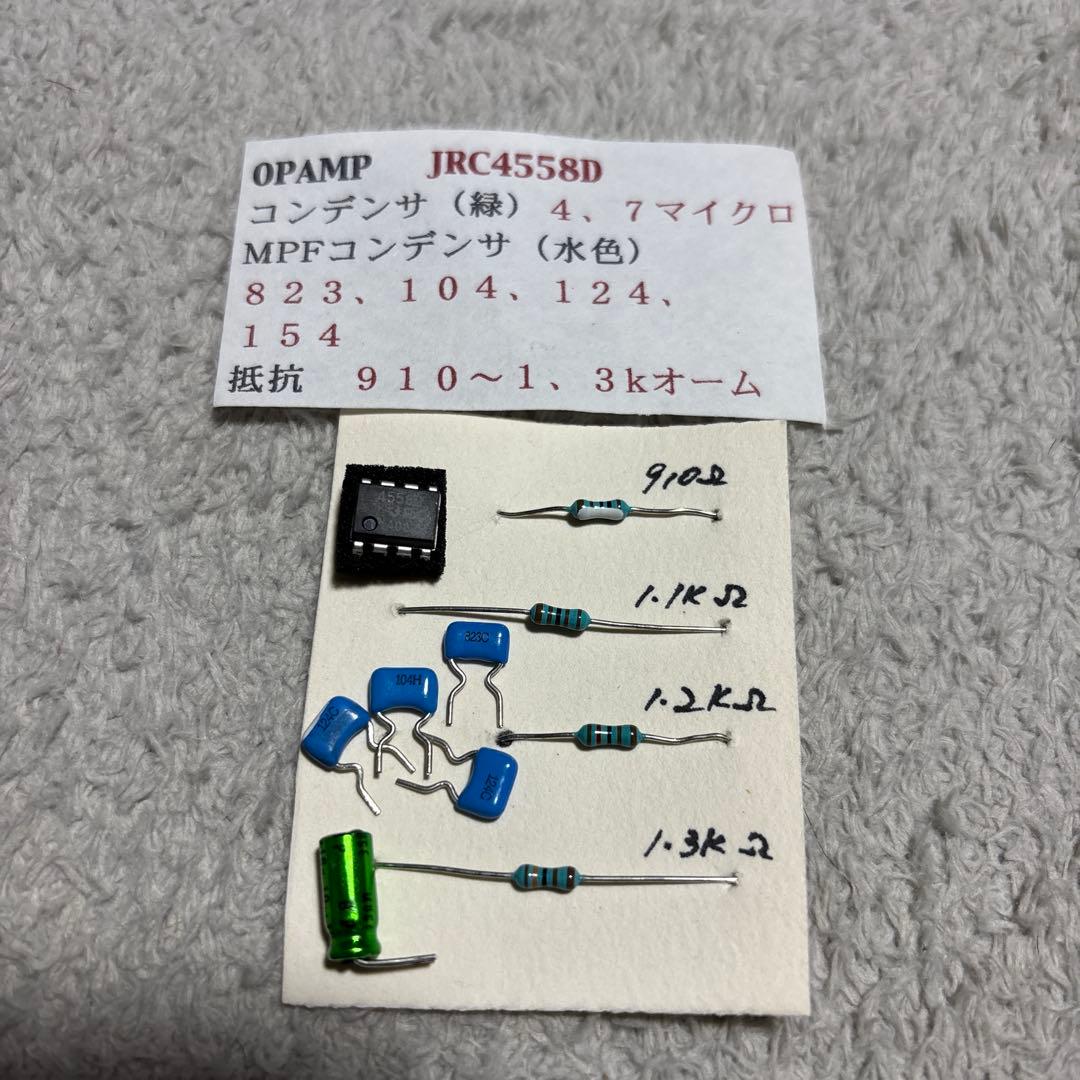 OPAMP　JRC4558D
コンデンサ（緑）４、７マイクロ
MPFコンデンサ（水色）
８２３、１０４、１２４、
１５４
抵抗　９１０～１、３kオーム
910Ω
4558D
1.1KΩ
823C
104H
1.2KΩ
124C
1.3KΩ